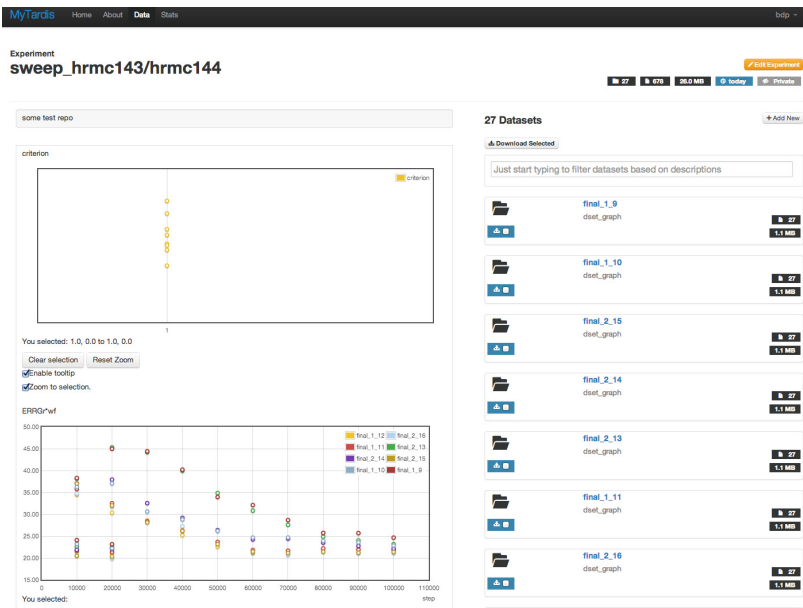 MyTardis Home About Data Stats bdp
Experiment
sweep_hrmc143/hrmc144
Edit Experiment
27 678 26.0 MB today Private
some test repo
criterion
criterion
1
You selected: 1.0, 0.0 to 1.0, 0.0
Clear selection Reset Zoom
Enable tooltip
Zoom to selection.
ERRGr*wf
50.00
45.00
40.00
35.00
30.00
25.00
20.00
15.00
final_1_12 final_2_16
final_1_11 final_2_13
final_2_14 final_2_15
final_1_10 final_1_9
0 10000 20000 30000 40000 50000 60000 70000 80000 90000 100000 110000
step
You selected:
27 Datasets
+ Add New
Download Selected
Just start typing to filter datasets based on descriptions
final_1_9
dset_graph
27
1.1 MB
final_1_10
dset_graph
27
1.1 MB
final_2_15
dset_graph
27
1.1 MB
final_2_14
dset_graph
27
1.1 MB
final_2_13
dset_graph
27
1.1 MB
final_1_11
dset_graph
27
1.1 MB
final_2_16
dset_graph
27
1.1 MB